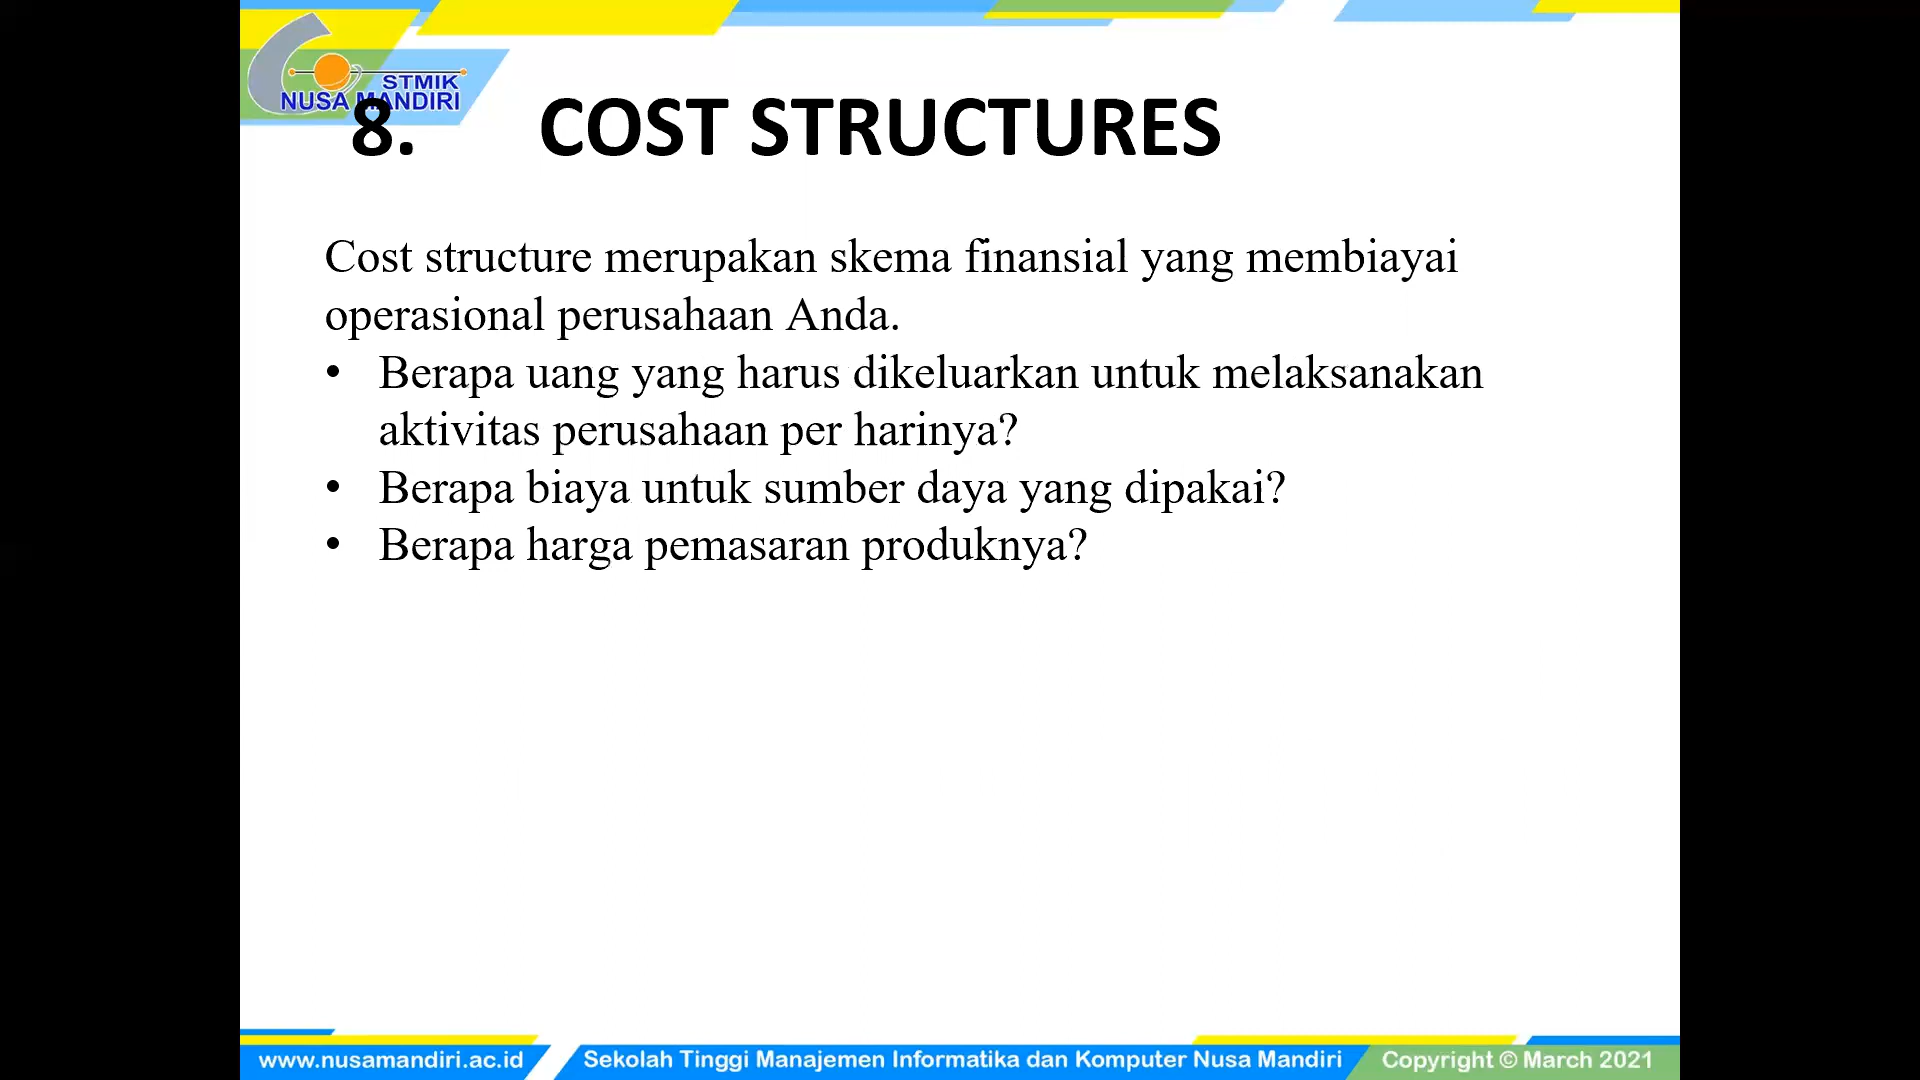 STMIK
NUSA MANDIRI
8. COST STRUCTURES
Cost structure merupakan skema finansial yang membiayai
operasional perusahaan Anda.
• Berapa uang yang harus dikeluarkan untuk melaksanakan
aktivitas perusahaan per harinya?
• Berapa biaya untuk sumber daya yang dipakai?
• Berapa harga pemasaran produknya?
www.nusamandiri.ac.id Sekolah Tinggi Manajemen Informatika dan Komputer Nusa Mandiri Copyright © March 2021